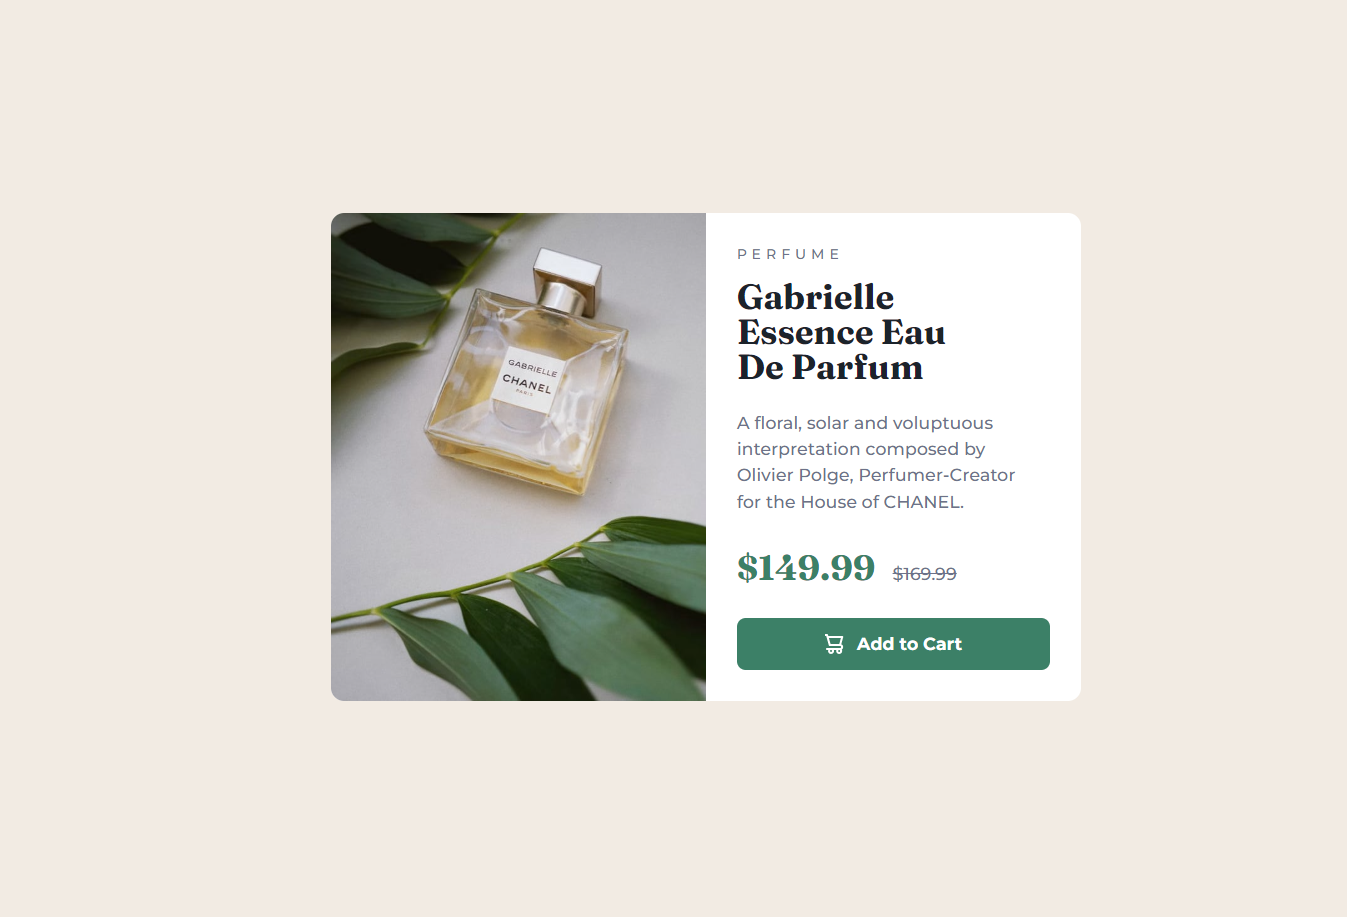 GABRIELLE
CHANEL
PARIS
PERFUME
Gabrielle
Essence Eau
De Parfum
A floral, solar and voluptuous
interpretation composed by
Olivier Polge, Perfumer-Creator
for the House of CHANEL.
$149.99 $169.99
Add to Cart